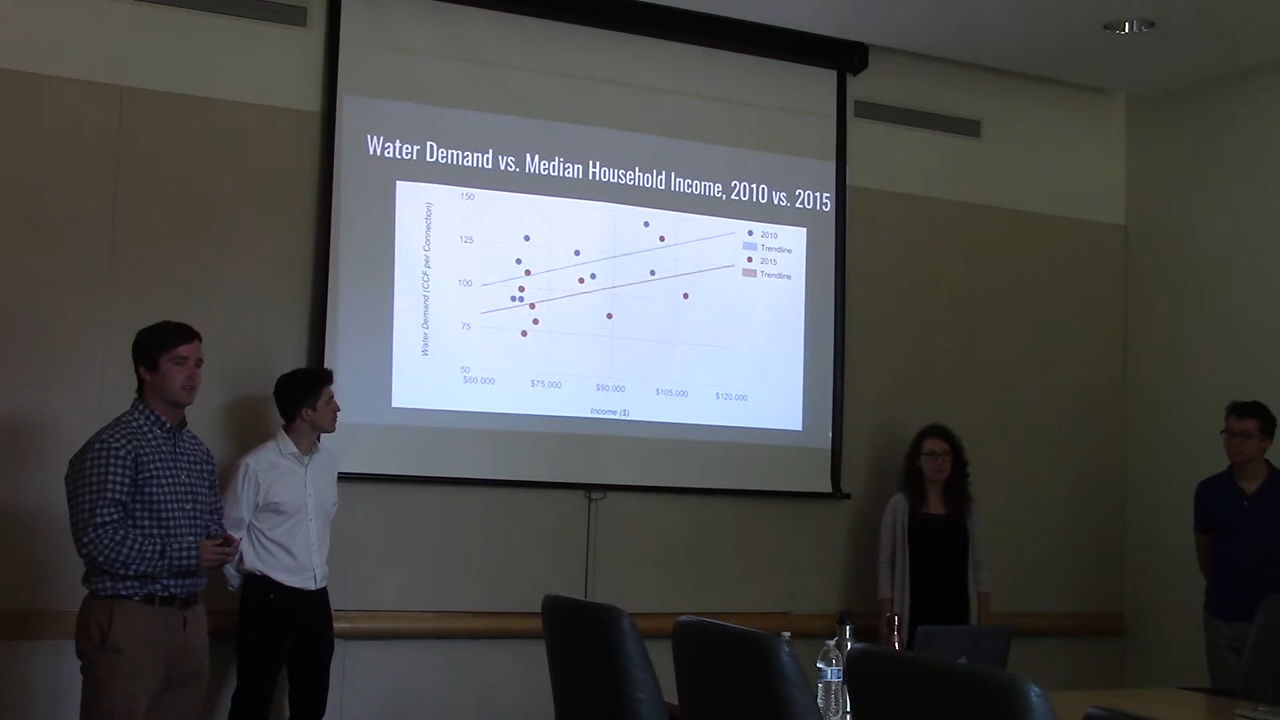 Water Demand vs. Median Household Income, 2010 vs. 2015
Water Demand (CCF per Connection)
150
125
100
75
50
$60,000
$75,000
$90,000
$105,000
$120,000
Income ($)
2010
Trendline
2015
Trendline